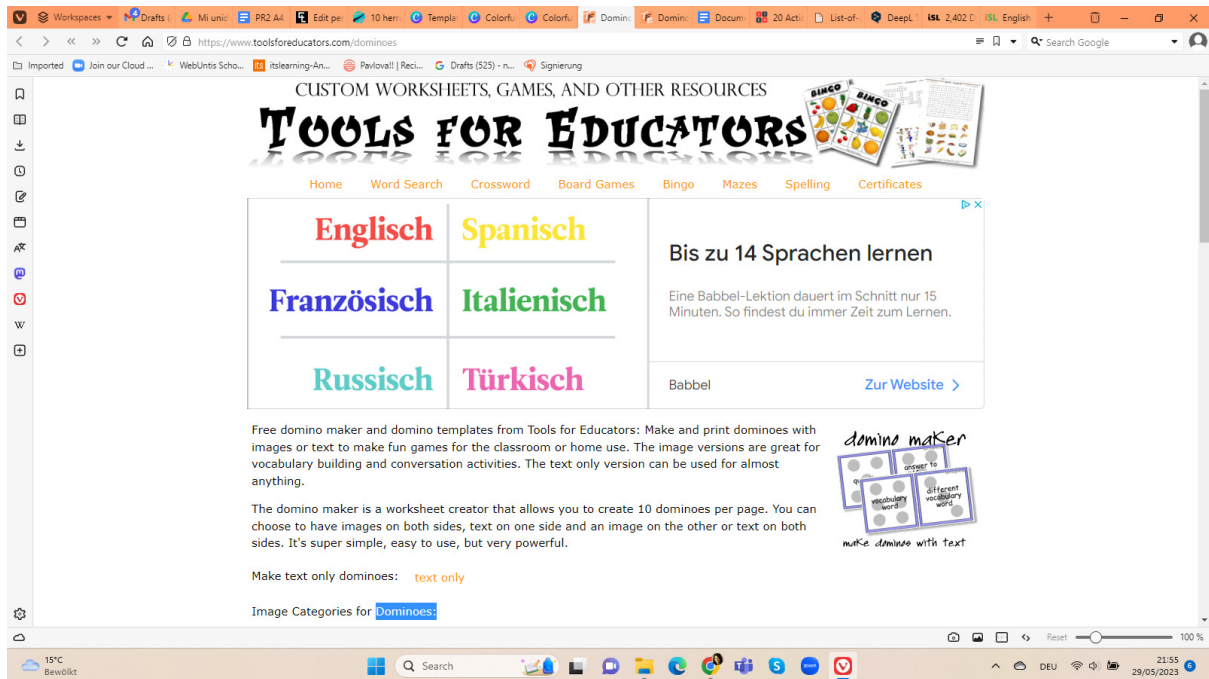 Workspaces
Drafts (
Mi unid
PR2 A4
Edit per
10 herr
Templa
Colorfu
Colorfu
Domino
Domino
Docum
20 Activ
List-of-
DeepL T
iSL 2,402 D
iSL English
https://www.toolsforeducators.com/dominoes
Search Google
Imported
Join our Cloud ...
WebUntis Scho...
its itslearning-An...
Pavlova!! | Reci...
Drafts (525) - n...
Signierung
CUSTOM WORKSHEETS, GAMES, AND OTHER RESOURCES
TOOLS FOR EDUCATORS
BINGO
BINGO
Home Word Search Crossword Board Games Bingo Mazes Spelling Certificates
Englisch Spanisch
Französisch Italienisch
Russisch Türkisch
Bis zu 14 Sprachen lernen
Eine Babbel-Lektion dauert im Schnitt nur 15
Minuten. So findest du immer Zeit zum Lernen.
Babbel Zur Website
Free domino maker and domino templates from Tools for Educators: Make and print dominoes with
images or text to make fun games for the classroom or home use. The image versions are great for
vocabulary building and conversation activities. The text only version can be used for almost
anything.
The domino maker is a worksheet creator that allows you to create 10 dominoes per page. You can
choose to have images on both sides, text on one side and an image on the other or text on both
sides. It's super simple, easy to use, but very powerful.
domino maker
answer to
vocabulary
word
different
vocabulary
word
make dominos with text
Make text only dominoes: text only
Image Categories for Dominoes:
Reset 100 %
15°C
Bewölkt
Search
DEU
21:55
29/05/2023
6